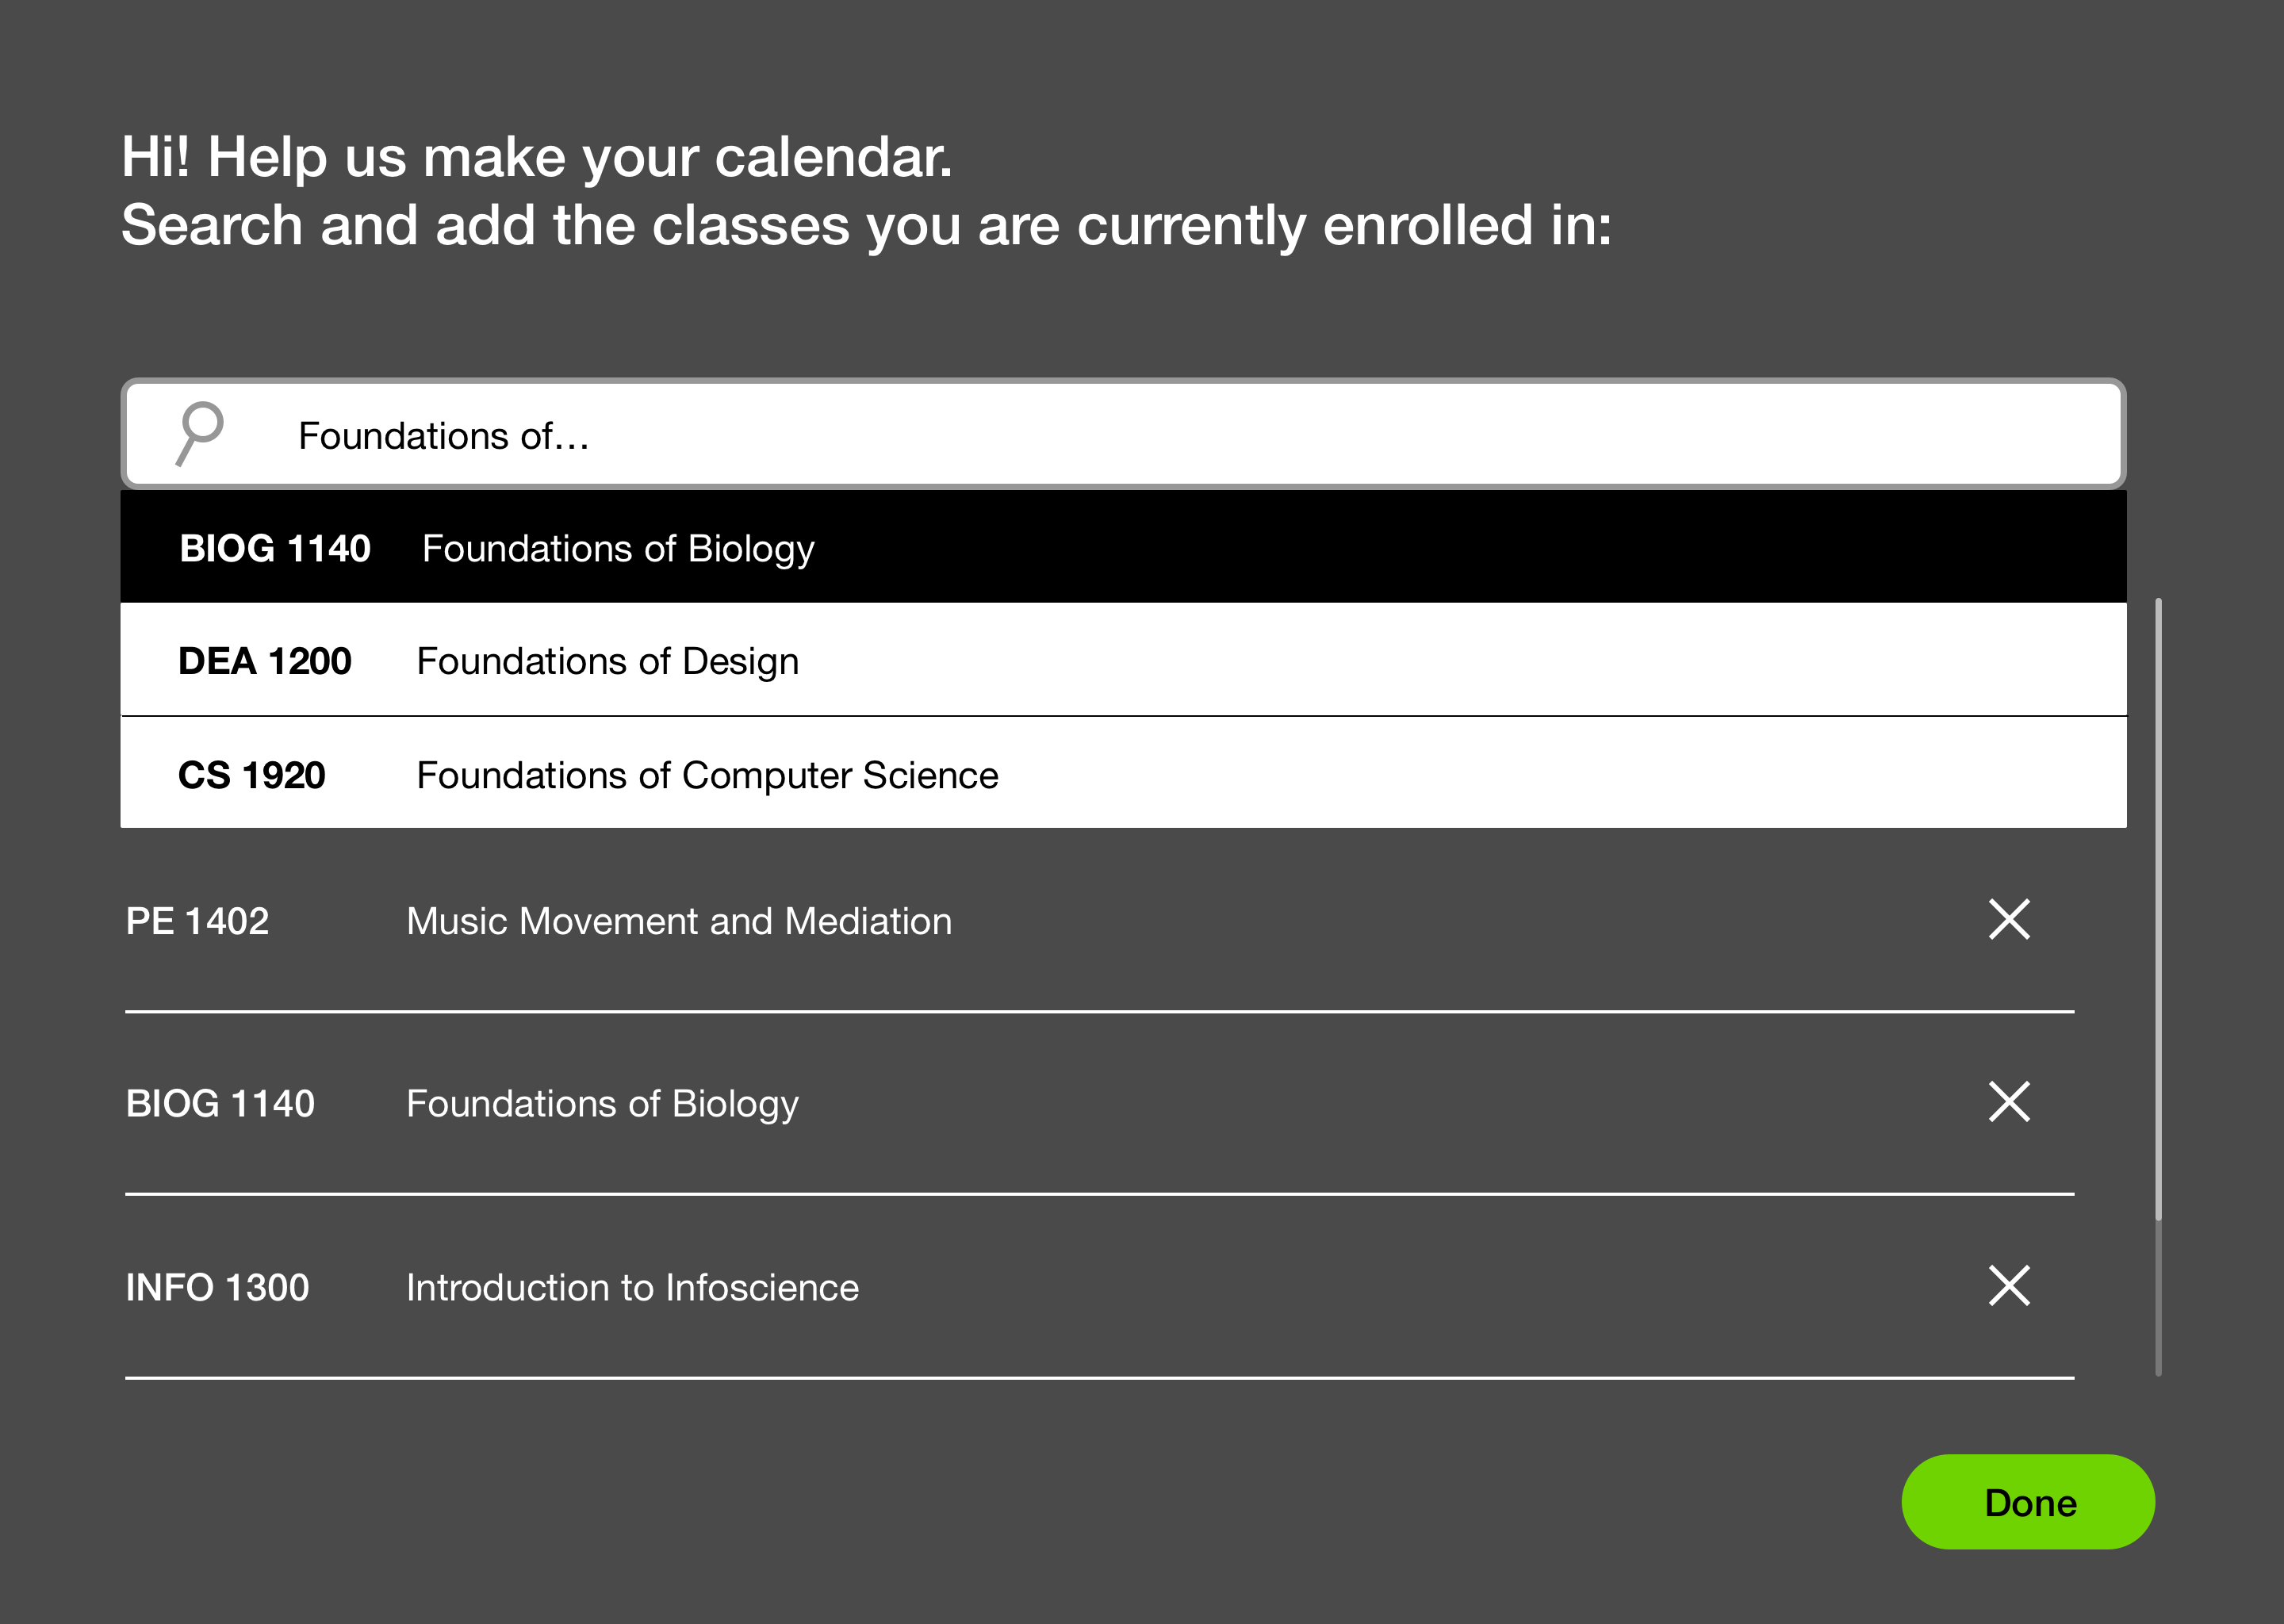 Hi! Help us make your calendar.
Search and add the classes you are currently enrolled in:
Foundations of...
BIOG 1140 Foundations of Biology
DEA 1200 Foundations of Design
CS 1920 Foundations of Computer Science
PE 1402 Music Movement and Mediation
BIOG 1140 Foundations of Biology
INFO 1300 Introduction to Infoscience
Done